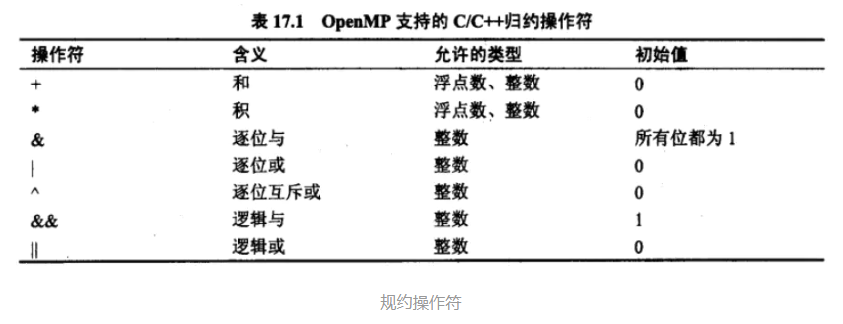 表 17.1 OpenMP 支持的 C/C++归约操作符
操作符 含义 允许的类型 初始值
+ 和 浮点数、整数 0
* 积 浮点数、整数 0
& 逐位与 整数 所有位都为 1
| 逐位或 整数 0
^ 逐位互斥或 整数 0
&& 逻辑与 整数 1
|| 逻辑或 整数 0
规约操作符